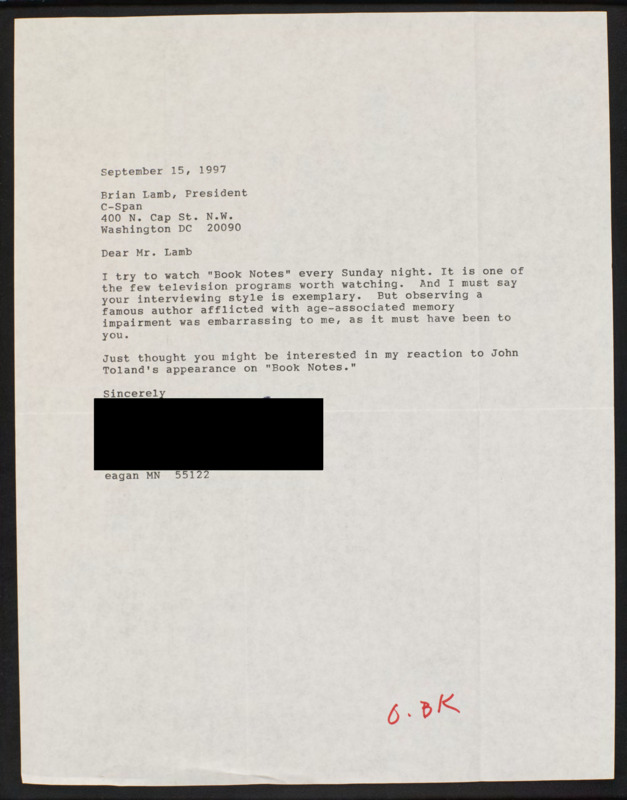 September 15, 1997
Brian Lamb, President
C-Span
400 N. Cap St. N.W.
Washington DC  20090
Dear Mr. Lamb
I try to watch "Book Notes" every Sunday night. It is one of
the few television programs worth watching.  And I must say
your interviewing style is exemplary.  But observing a
famous author afflicted with age-associated memory
impairment was embarrassing to me, as it must have been to
you.
Just thought you might be interested in my reaction to John
Toland's appearance on "Book Notes."
Sincerely
eagan MN  55122
O. BK